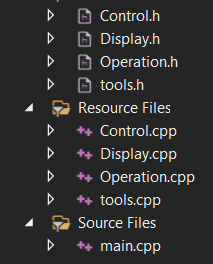 Control.h
Display.h
Operation.h
tools.h
Resource Files
Control.cpp
Display.cpp
Operation.cpp
tools.cpp
Source Files
main.cpp